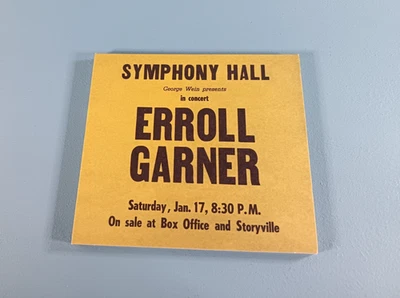 SYMPHONY HALL
George Wein presents
in concert
ERROLL
GARNER
Saturday, Jan. 17, 8:30 P.M.
On sale at Box Office and Storyville